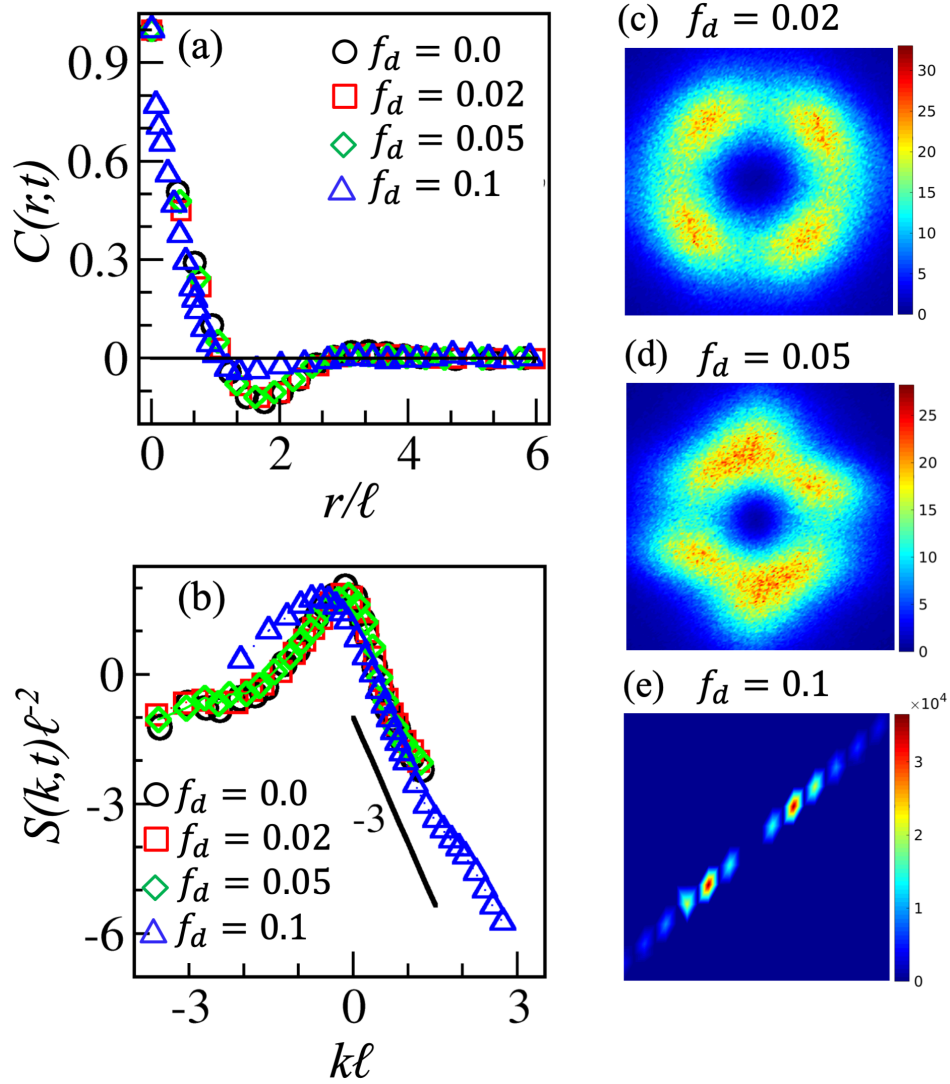 (a)
f_d = 0.0
f_d = 0.02
f_d = 0.05
f_d = 0.1
0.9
0.6
0.3
0
C(r,t)
0 2 4 6
r/ℓ
(b)
0
-3
-6
S(k,t)ℓ⁻²
-3
f_d = 0.0
f_d = 0.02
f_d = 0.05
f_d = 0.1
-3 0 3
kℓ
(c) f_d = 0.02
30
25
20
15
10
5
0
(d) f_d = 0.05
25
20
15
10
5
0
(e) f_d = 0.1
×10⁴
3
2
1
0